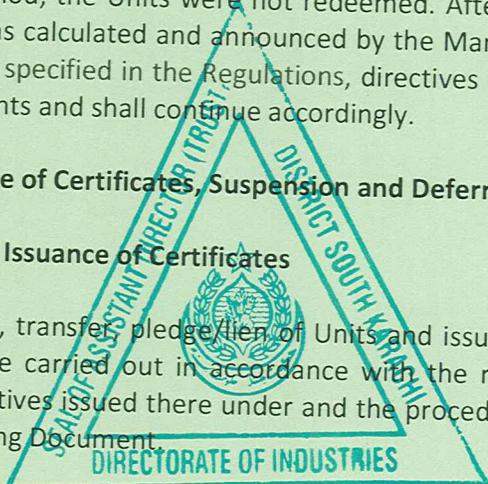 the Units were not redeemed. Afte
s calculated and announced by the Ma
specified in the Regulations, directives
nts and shall continue accordingly.
e of Certificates, Suspension and Deferr
Issuance of Certificates
, transfer, pledge/lien of Units and issu
e carried out in accordance with the r
tives issued there under and the proced
ng Document.
SEAL OF ASSISTANT DIRECTOR (TRUST)
DISTRICT SOUTH KARACHI
DIRECTORATE OF INDUSTRIES